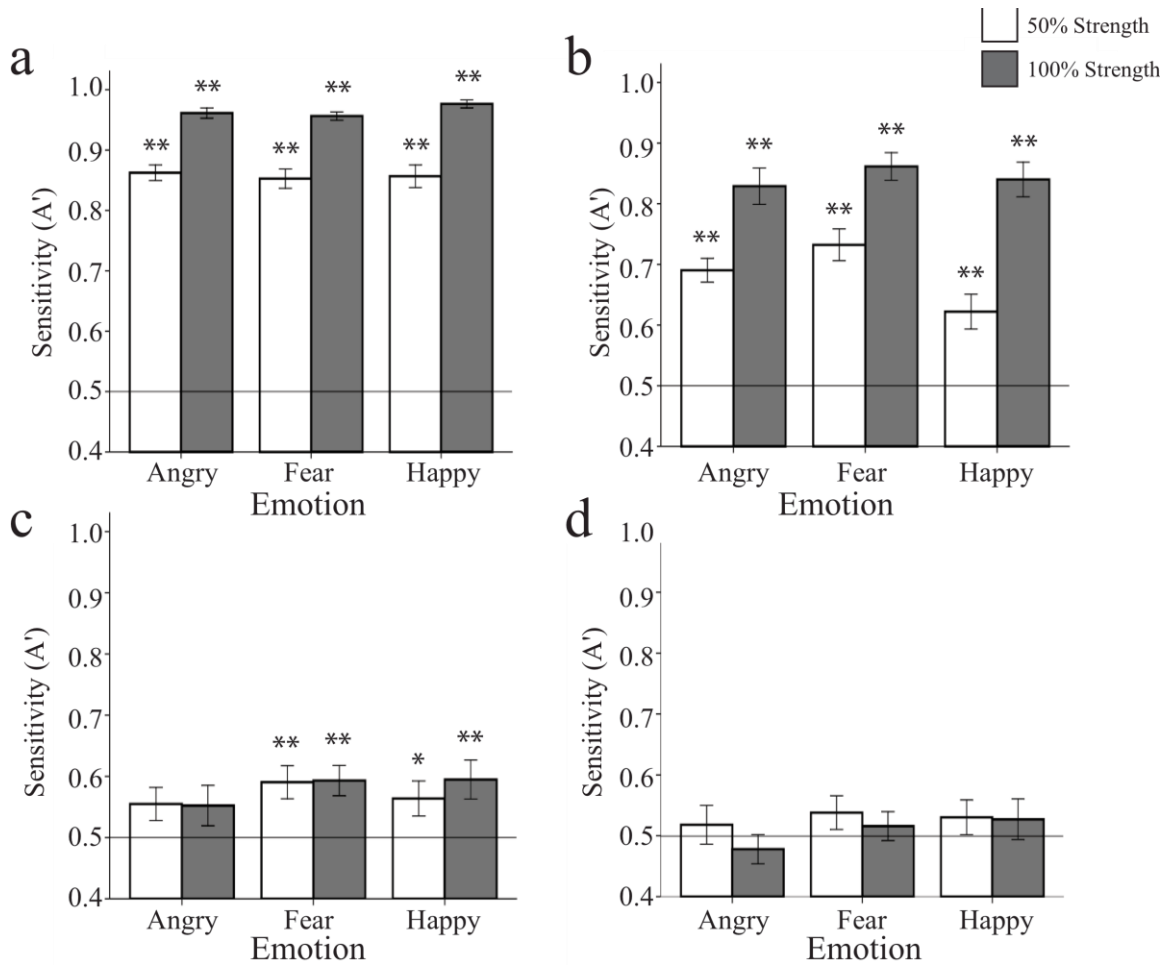 50% Strength
100% Strength
a
Sensitivity (A')
1.0
0.9
0.8
0.7
0.6
0.5
0.4
** ** ** ** ** **
Angry Fear Happy
Emotion
b
Sensitivity (A')
1.0
0.9
0.8
0.7
0.6
0.5
0.4
** ** ** ** ** **
Angry Fear Happy
Emotion
c
Sensitivity (A')
1.0
0.9
0.8
0.7
0.6
0.5
0.4
** ** * **
Angry Fear Happy
Emotion
d
Sensitivity (A')
1.0
0.9
0.8
0.7
0.6
0.5
0.4
Angry Fear Happy
Emotion